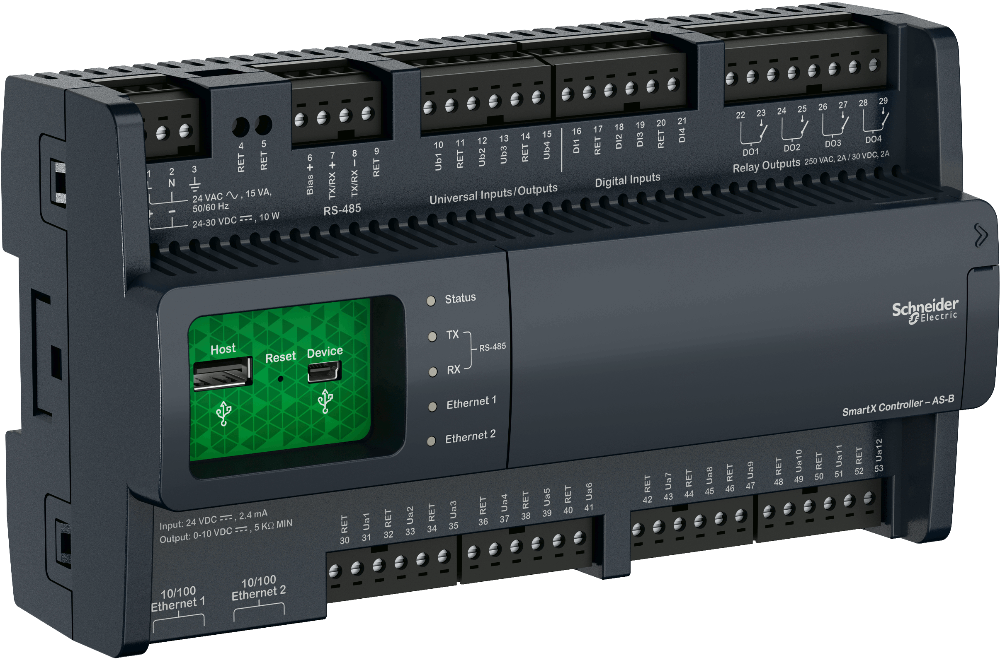 1 2 3
L N
24 VAC, 15 VA,
50/60 Hz
+ -
24-30 VDC, 10 W
4 5
RET RET
6 7 8 9
Bias + TX/RX + TX/RX - RET
RS-485
10 11 12 13 14 15
Ub1 RET Ub2 Ub3 RET Ub4
Universal Inputs/Outputs
16 17 18 19 20 21
DI1 RET DI2 DI3 RET DI4
Digital Inputs
22 23 24 25 26 27 28 29
DO1 DO2 DO3 DO4
Relay Outputs 250 VAC, 2A / 30 VDC, 2A
Host Reset Device
Status
TX
RS-485
RX
Ethernet 1
Ethernet 2
Schneider
Electric
SmartX Controller – AS-B
Input: 24 VDC, 2.4 mA
Output: 0-10 VDC, 5 KΩ MIN
RET Ua1 RET Ua2 RET Ua3
30 31 32 33 34 35
RET Ua4 RET Ua5 RET Ua6
36 37 38 39 40 41
RET Ua7 RET Ua8 RET Ua9
42 43 44 45 46 47
RET Ua10 RET Ua11 RET Ua12
48 49 50 51 52 53
10/100
Ethernet 1
10/100
Ethernet 2